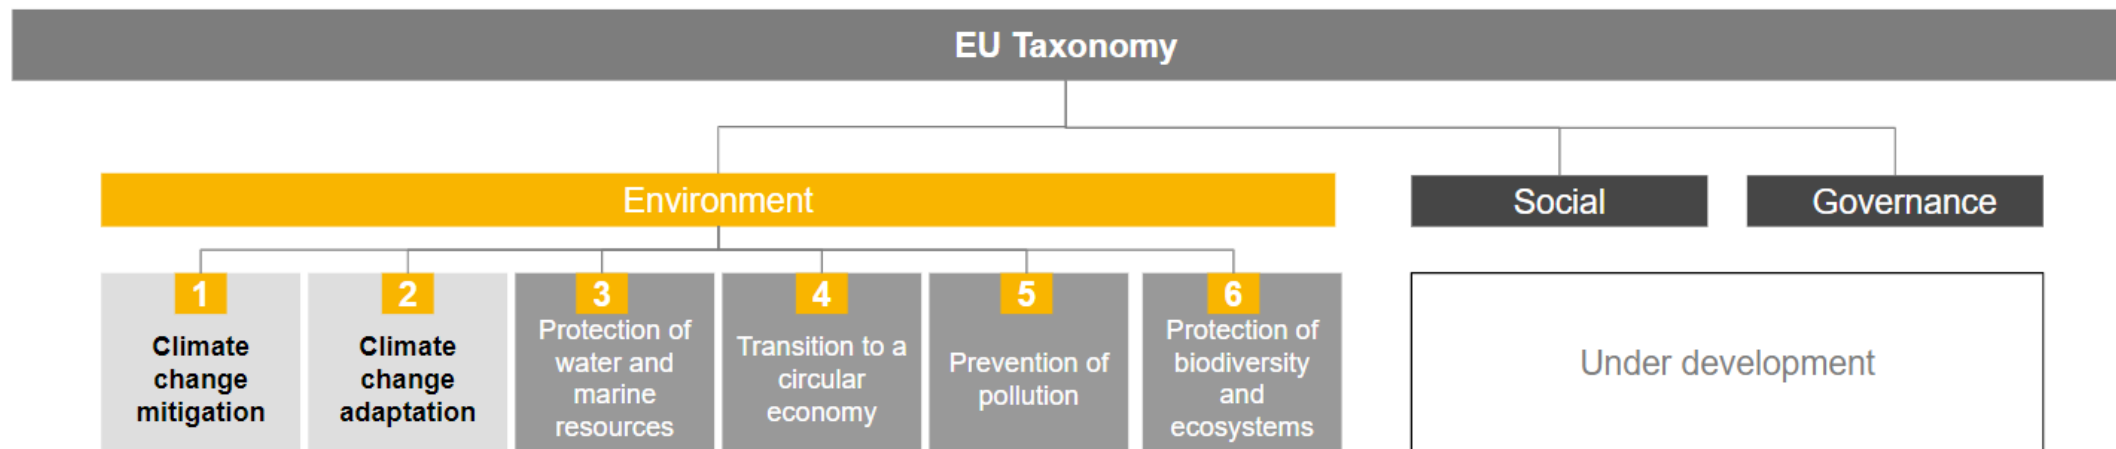 EU Taxonomy
Environment
Social
Governance
1
Climate
change
mitigation
2
Climate
change
adaptation
3
Protection of
water and
marine
resources
4
Transition to a
circular
economy
5
Prevention of
pollution
6
Protection of
biodiversity
and
ecosystems
Under development